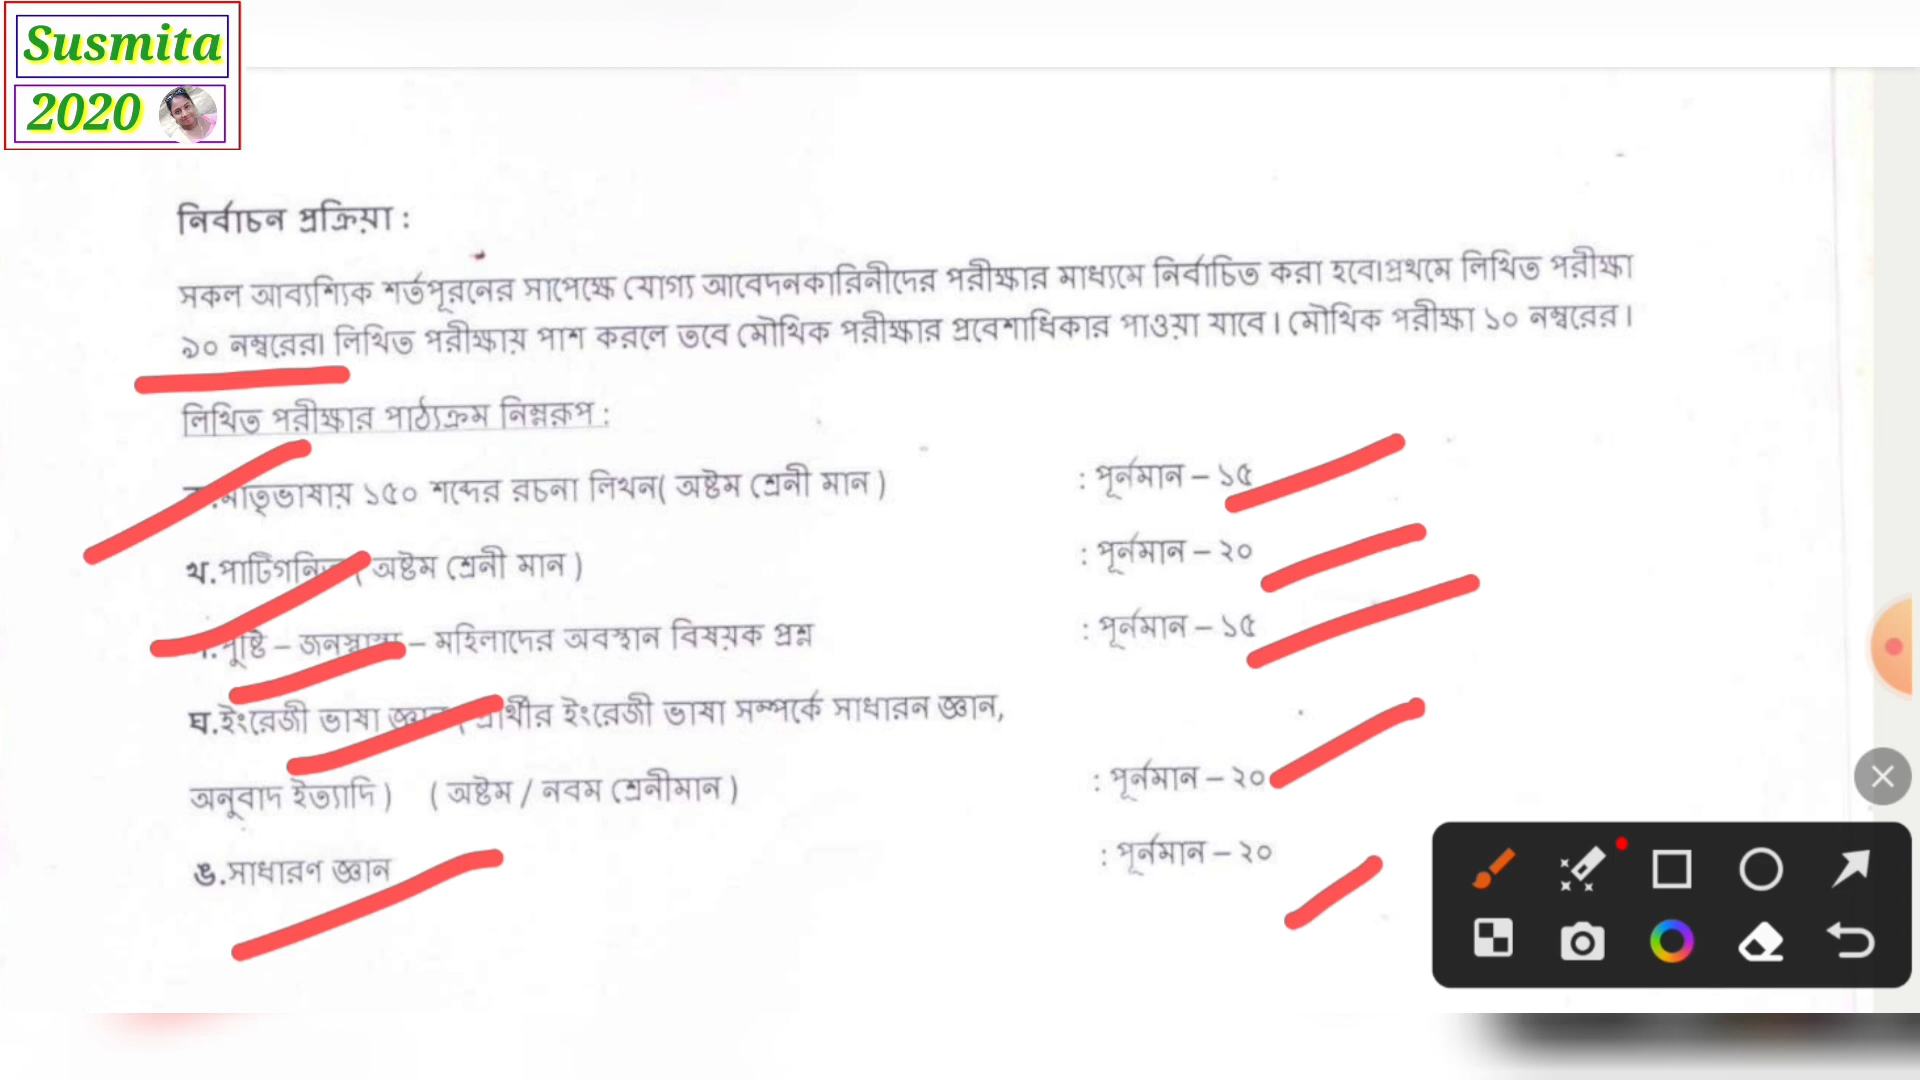 Susmita
2020
নির্বাচন প্রক্রিয়া :
সকল আবশ্যিক শর্তপূরনের সাপেক্ষে যোগ্য আবেদনকারিনীদের পরীক্ষার মাধ্যমে নির্বাচিত করা হবে।প্রথমে লিখিত পরীক্ষা
৯০ নম্বরের। লিখিত পরীক্ষায় পাশ করলে তবে মৌখিক পরীক্ষার প্রবেশাধিকার পাওয়া যাবে। মৌখিক পরীক্ষা ১০ নম্বরের।
লিখিত পরীক্ষার পাঠ্যক্রম নিম্নরূপ :
মাতৃভাষায় ১৫০ শব্দের রচনা লিখন( অষ্টম শ্রেনী মান ) : পূর্নমান – ১৫
খ.পাটিগনিত ( অষ্টম শ্রেনী মান ) : পূর্নমান – ২০
পুষ্টি – জনস্বাস্থ্য – মহিলাদের অবস্থান বিষয়ক প্রশ্ন : পূর্নমান – ১৫
ঘ.ইংরেজী ভাষা জ্ঞান ( প্রার্থীর ইংরেজী ভাষা সম্পর্কে সাধারন জ্ঞান,
অনুবাদ ইত্যাদি ) ( অষ্টম / নবম শ্রেনীমান ) : পূর্নমান – ২০
ঙ.সাধারণ জ্ঞান : পূর্নমান – ২০